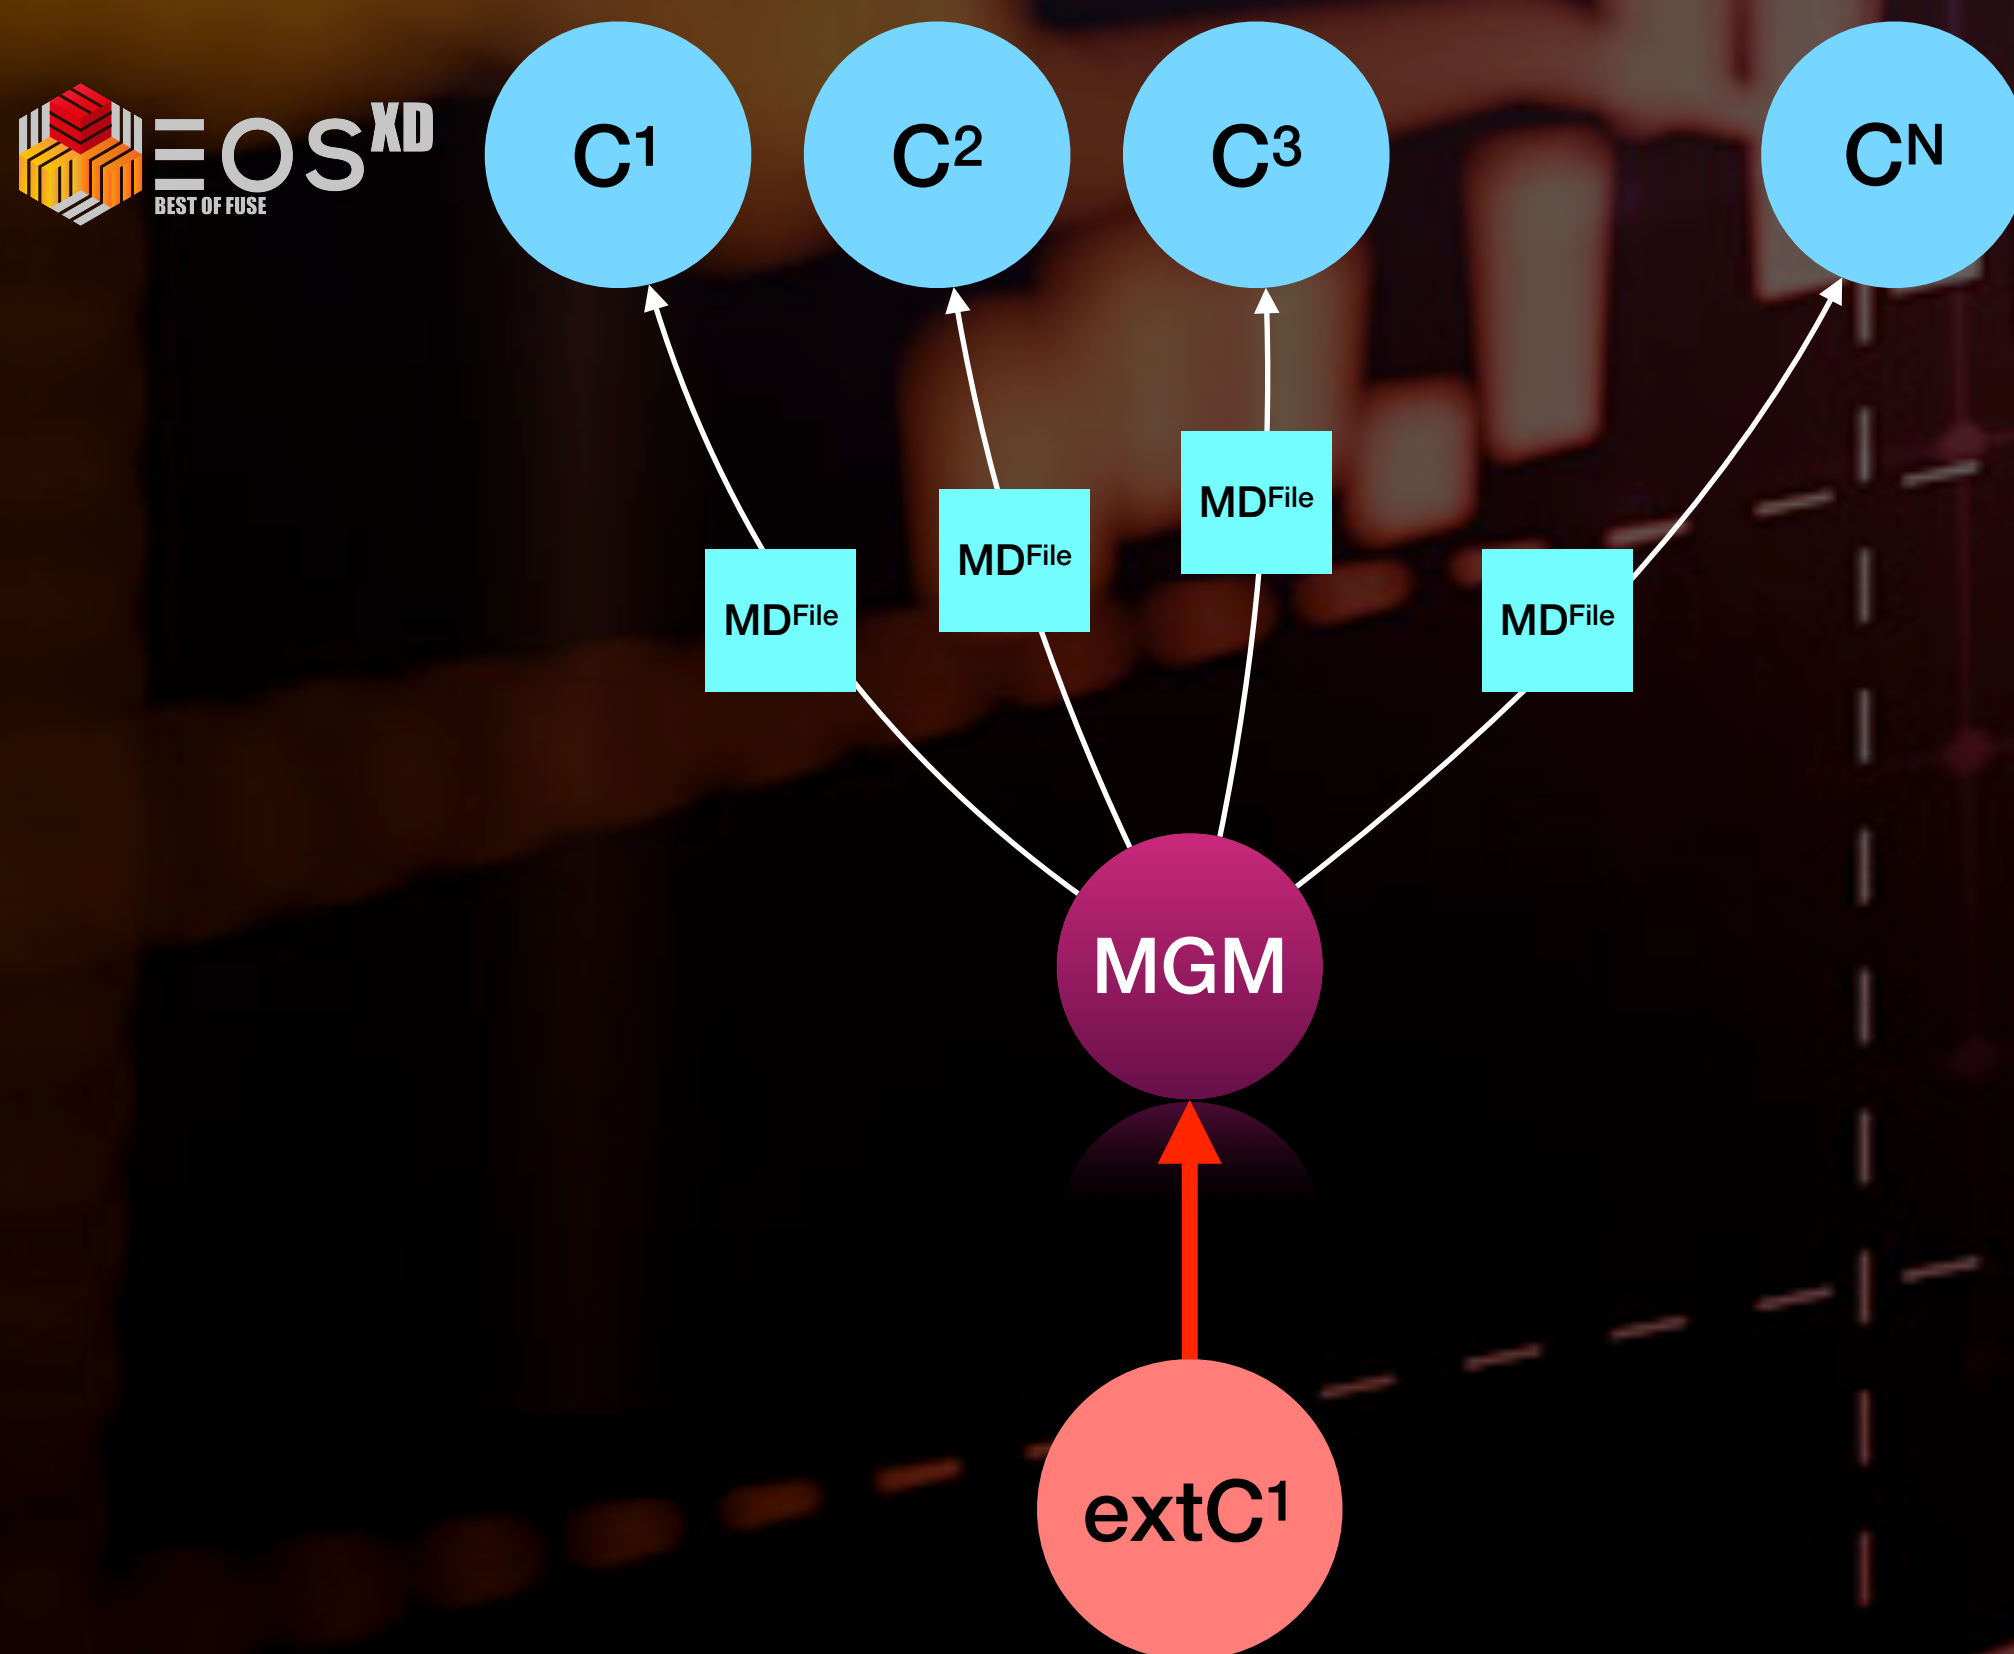 EOS XD
BEST OF FUSE
C¹
C²
C³
Cᴺ
MDFile
MDFile
MDFile
MDFile
MGM
extC¹